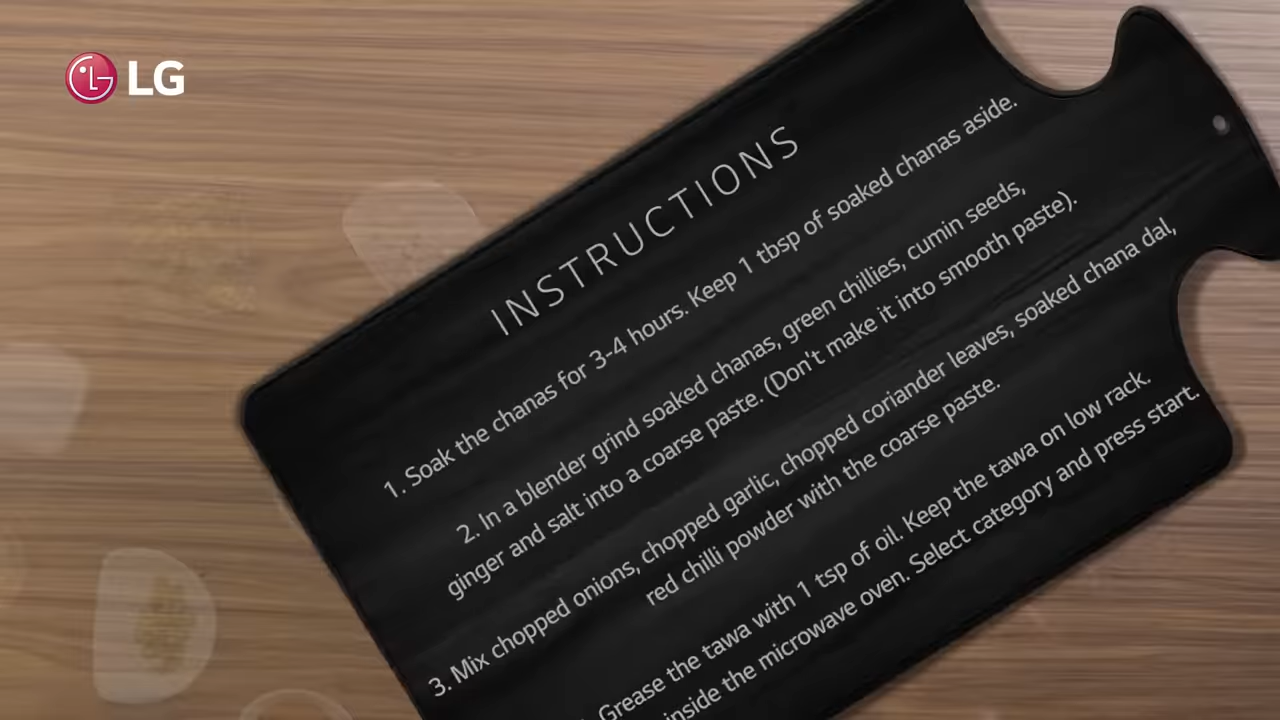 LG
INSTRUCTIONS
1. Soak the chanas for 3-4 hours. Keep 1 tbsp of soaked chanas aside.
2. In a blender grind soaked chanas, green chillies, cumin seeds,
ginger and salt into a coarse paste. (Don't make it into smooth paste).
3. Mix chopped onions, chopped garlic, chopped coriander leaves, soaked chana dal,
red chilli powder with the coarse paste.
Grease the tawa with 1 tsp of oil. Keep the tawa on low rack.
inside the microwave oven. Select category and press start.